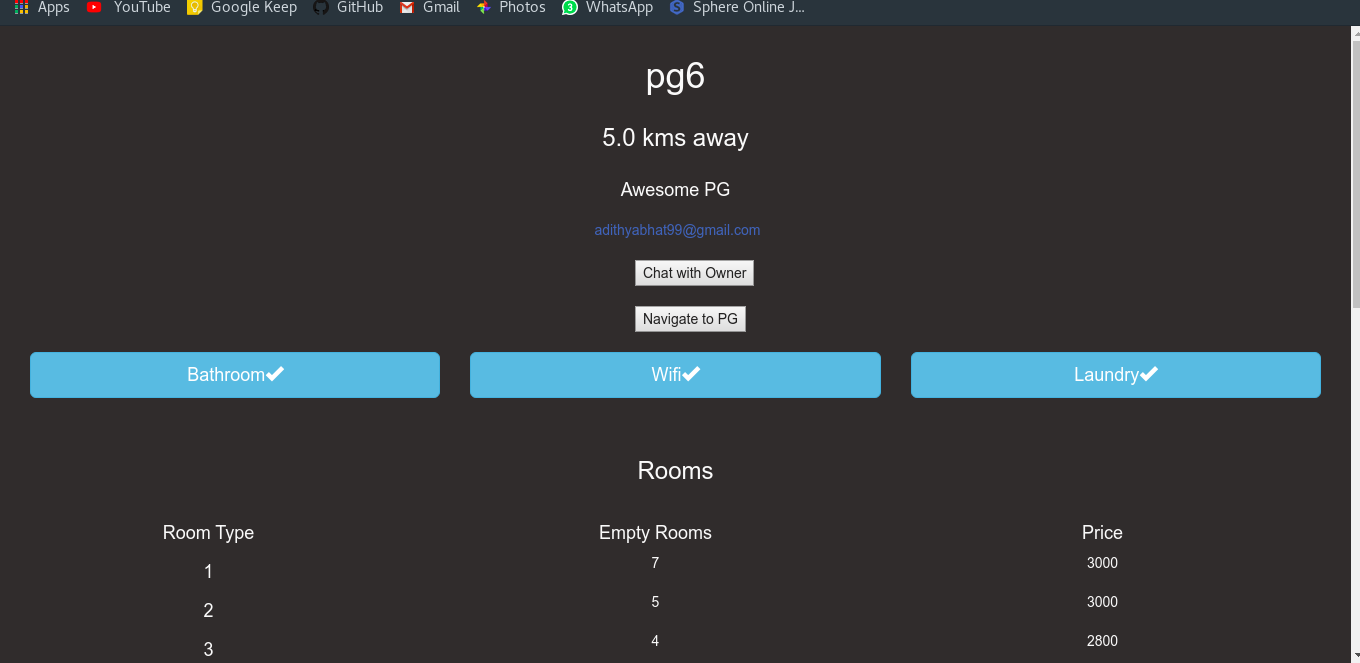 Apps YouTube Google Keep GitHub Gmail Photos 3 WhatsApp S Sphere Online J...
pg6
5.0 kms away
Awesome PG
adithyabhat99@gmail.com
Chat with Owner
Navigate to PG
Bathroom✔ Wifi✔ Laundry✔
Rooms
Room Type Empty Rooms Price
1 7 3000
2 5 3000
3 4 2800